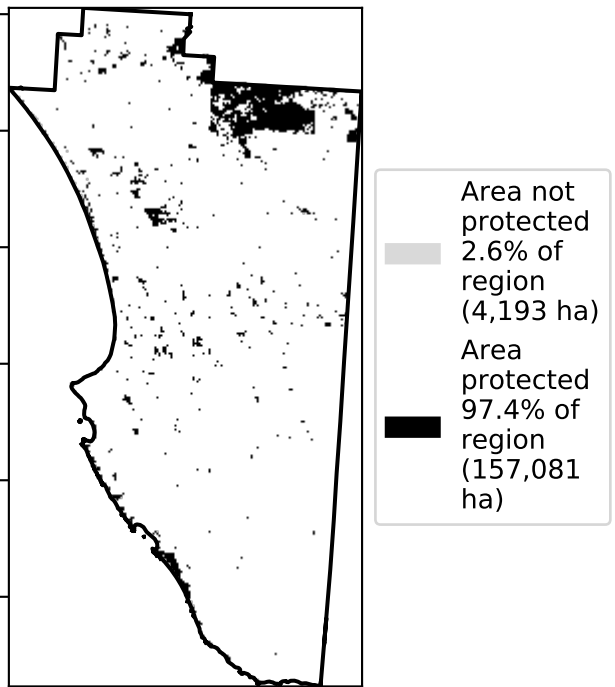 Area not
protected
2.6% of
region
(4,193 ha)
Area
protected
97.4% of
region
(157,081
ha)